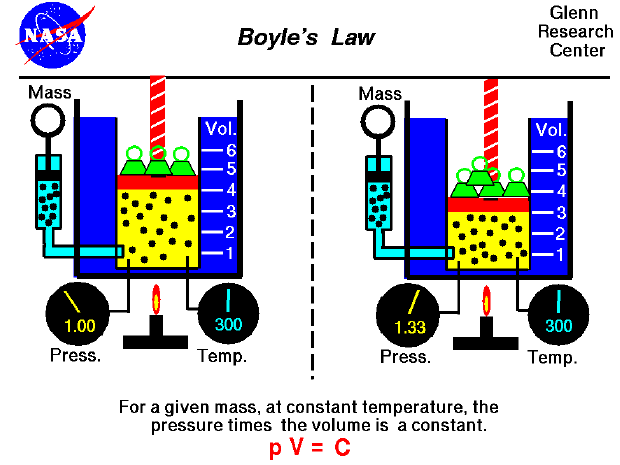 NASA
Boyle's Law
Glenn
Research
Center
Mass
Vol.
6
5
4
3
2
1
1.00
300
Press.
Temp.
Mass
Vol.
6
5
4
3
2
1
1.33
300
Press.
Temp.
For a given mass, at constant temperature, the
pressure times the volume is a constant.
p V = C